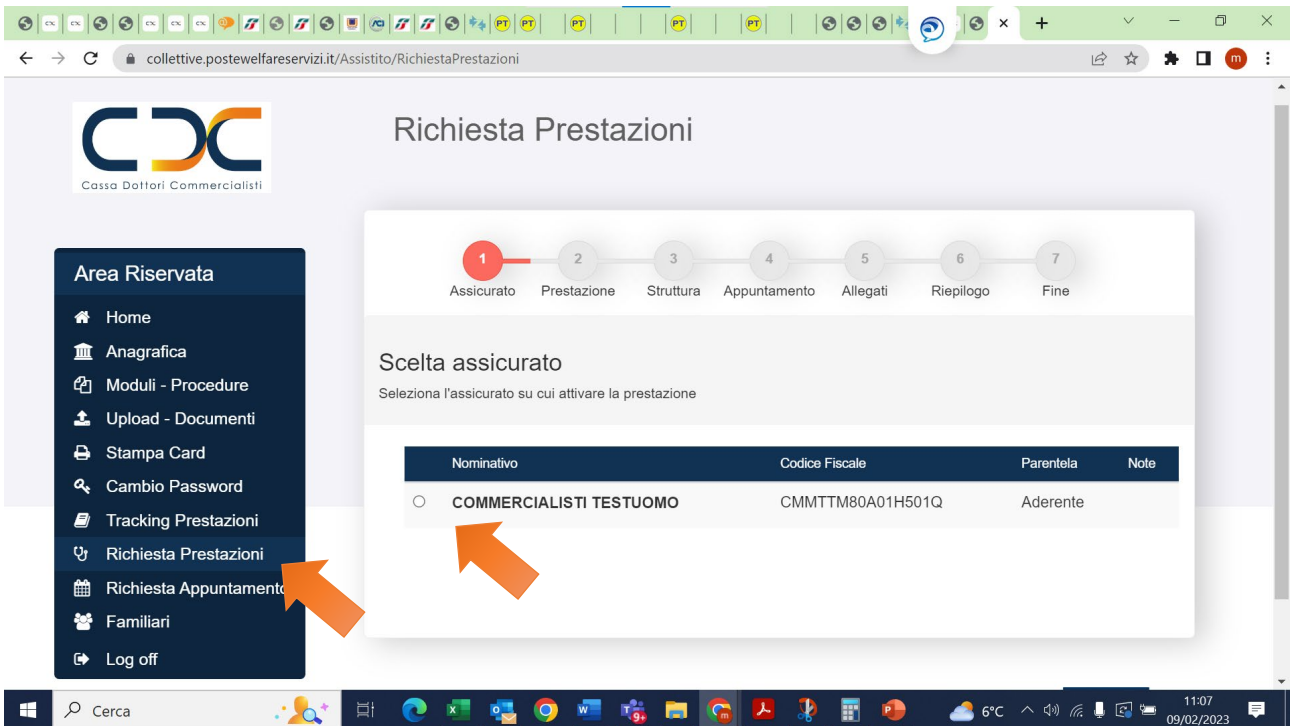 collettive.postewelfareservizi.it/Assistito/RichiestaPrestazioni
m
CDC
Cassa Dottori Commercialisti
Richiesta Prestazioni
Area Riservata
Home
Anagrafica
Moduli - Procedure
Upload - Documenti
Stampa Card
Cambio Password
Tracking Prestazioni
Richiesta Prestazioni
Richiesta Appuntamento
Familiari
Log off
1 2 3 4 5 6 7
Assicurato Prestazione Struttura Appuntamento Allegati Riepilogo Fine
Scelta assicurato
Seleziona l'assicurato su cui attivare la prestazione
Nominativo Codice Fiscale Parentela Note
COMMERCIALISTI TESTUOMO CMMTTM80A01H501Q Aderente
Cerca
9+
6°C
11:07
09/02/2023